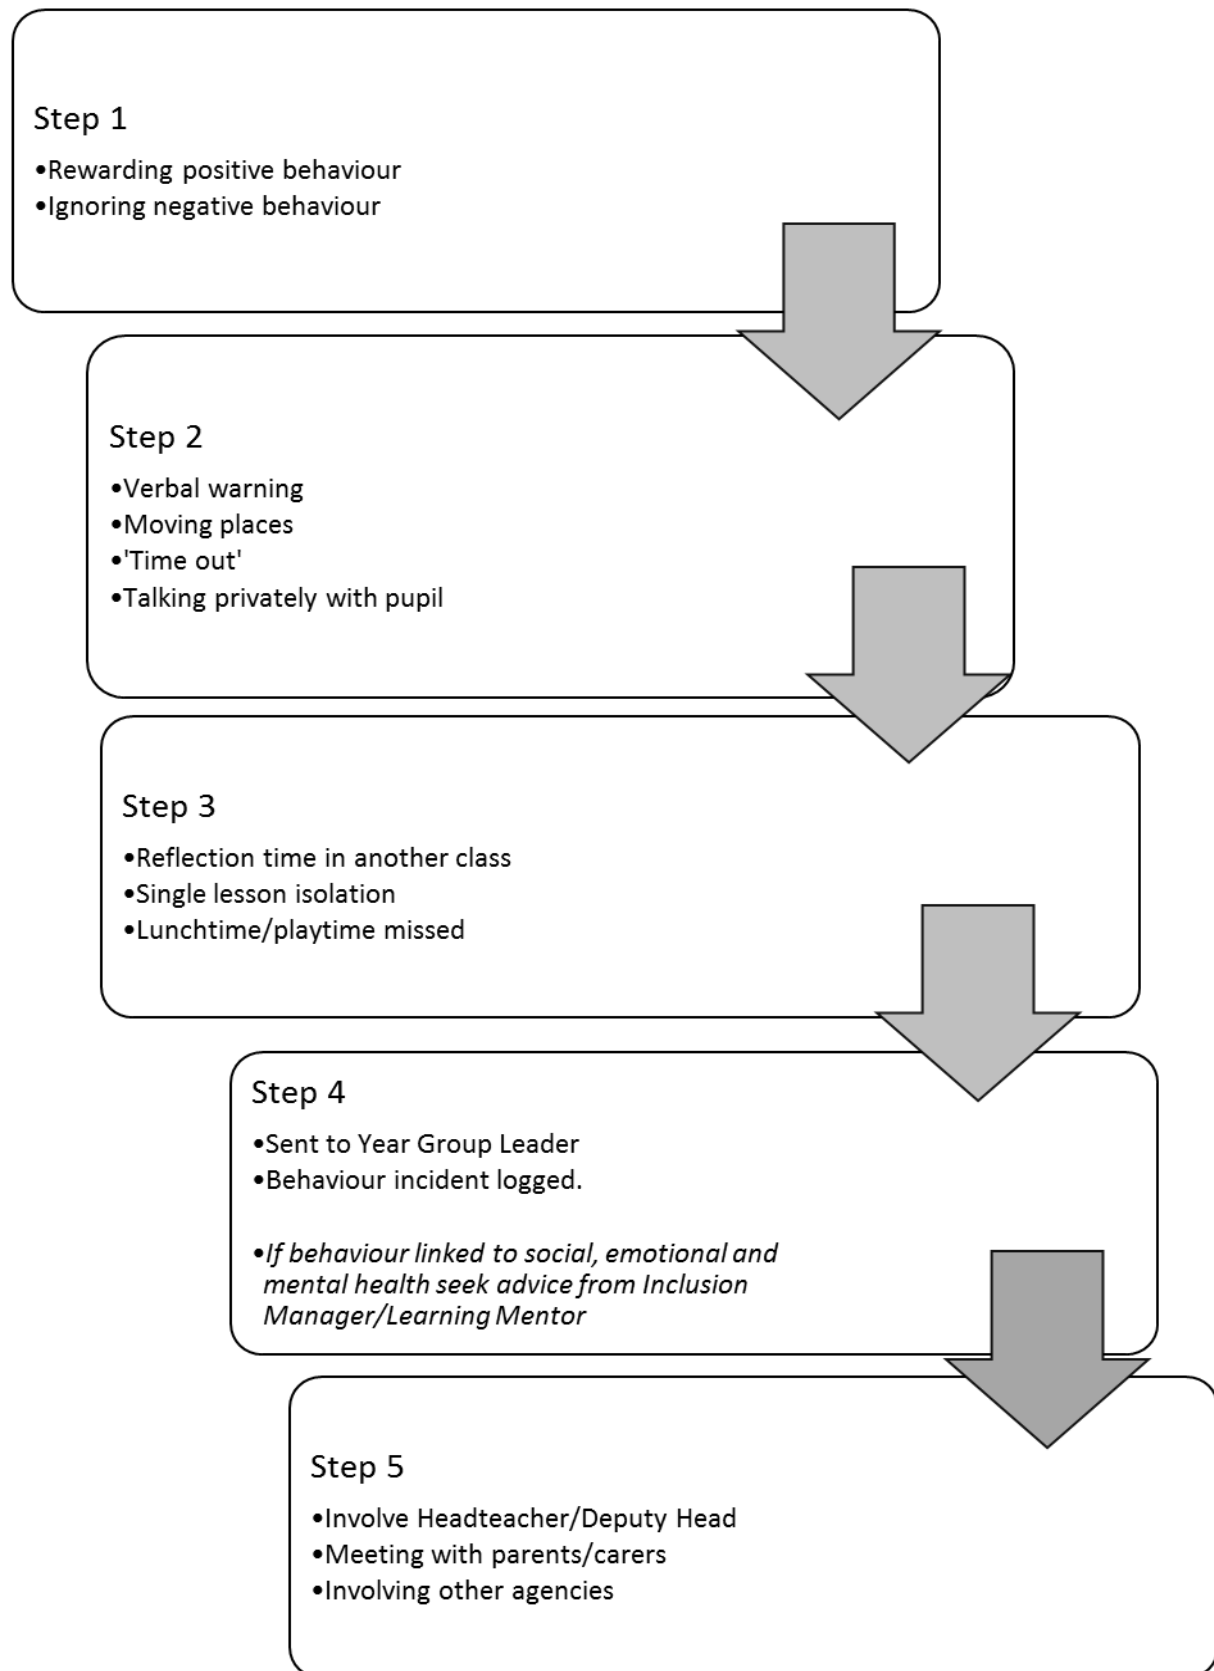 Step 1
•Rewarding positive behaviour
•Ignoring negative behaviour
Step 2
•Verbal warning
•Moving places
•'Time out'
•Talking privately with pupil
Step 3
•Reflection time in another class
•Single lesson isolation
•Lunchtime/playtime missed
Step 4
•Sent to Year Group Leader
•Behaviour incident logged.
•If behaviour linked to social, emotional and
mental health seek advice from Inclusion
Manager/Learning Mentor
Step 5
•Involve Headteacher/Deputy Head
•Meeting with parents/carers
•Involving other agencies